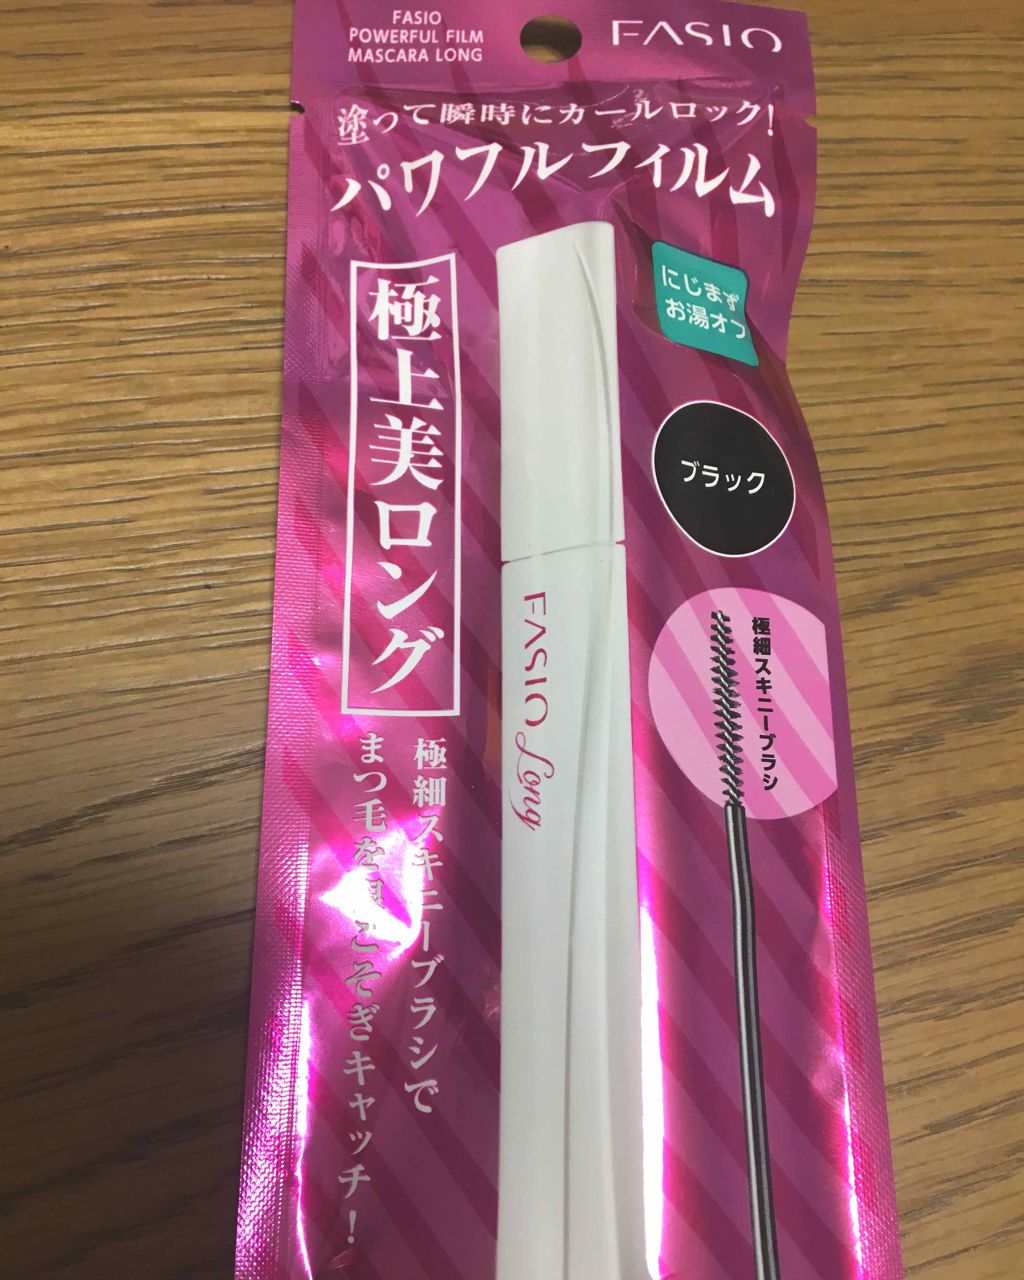 FASIO
POWERFUL FILM
MASCARA LONG
FASIO
塗って瞬時にカールロック!
パワフルフィルム
にじまず
お湯オフ
極上美ロング
ブラック
FASIO Long
極細スキニーブラシ
極細スキニーブラシで
まつ毛を根こそぎキャッチ!